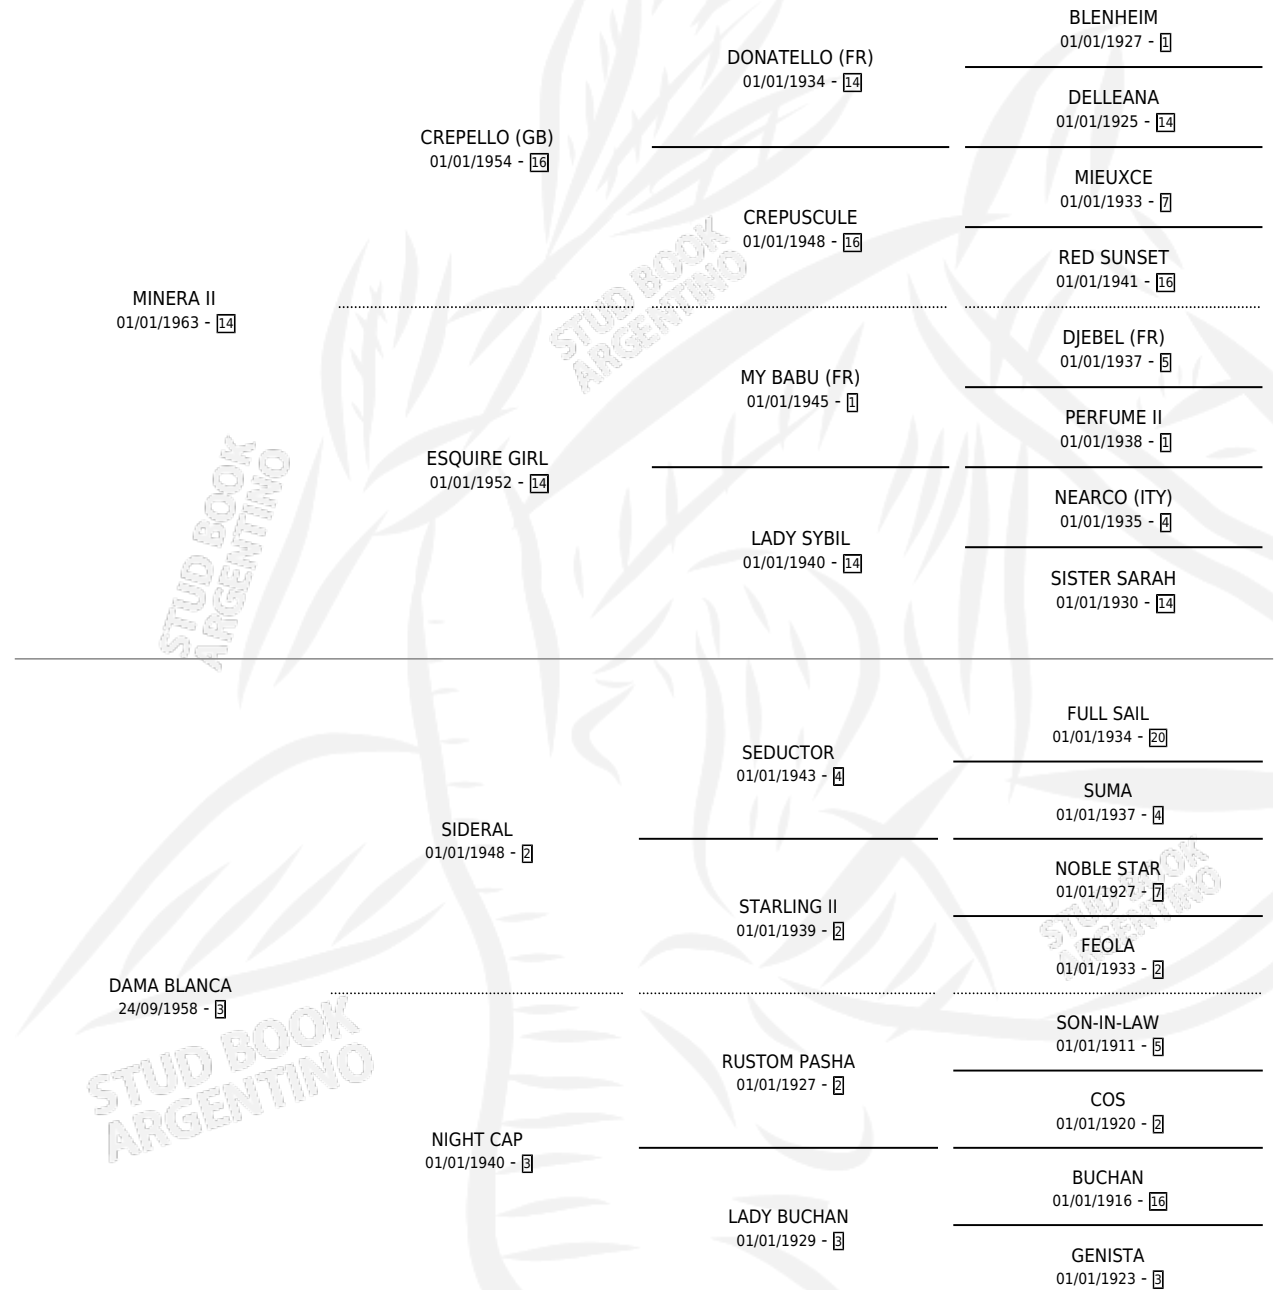 BLENHEIM
01/01/1927 - 1
DONATELLO (FR)
01/01/1934 - 14
DELLEANA
01/01/1925 - 14
CREPELLO (GB)
01/01/1954 - 16
MIEUXCE
01/01/1933 - 7
CREPUSCULE
01/01/1948 - 16
RED SUNSET
01/01/1941 - 16
MINERA II
01/01/1963 - 14
DJEBEL (FR)
01/01/1937 - 5
MY BABU (FR)
01/01/1945 - 1
PERFUME II
01/01/1938 - 1
ESQUIRE GIRL
01/01/1952 - 14
NEARCO (ITY)
01/01/1935 - 4
LADY SYBIL
01/01/1940 - 14
SISTER SARAH
01/01/1930 - 14
FULL SAIL
01/01/1934 - 20
SEDUCTOR
01/01/1943 - 4
SUMA
01/01/1937 - 4
SIDERAL
01/01/1948 - 2
NOBLE STAR
01/01/1927 - 7
STARLING II
01/01/1939 - 2
FEOLA
01/01/1933 - 2
DAMA BLANCA
24/09/1958 - 3
SON-IN-LAW
01/01/1911 - 5
RUSTOM PASHA
01/01/1927 - 2
COS
01/01/1920 - 2
NIGHT CAP
01/01/1940 - 3
BUCHAN
01/01/1916 - 16
LADY BUCHAN
01/01/1929 - 3
GENISTA
01/01/1923 - 3
STUD BOOK
ARGENTINO
STUD BOOK
ARGENTINO
STUD BOOK
ARGENTINO
STUD BOOK
ARGENTINO